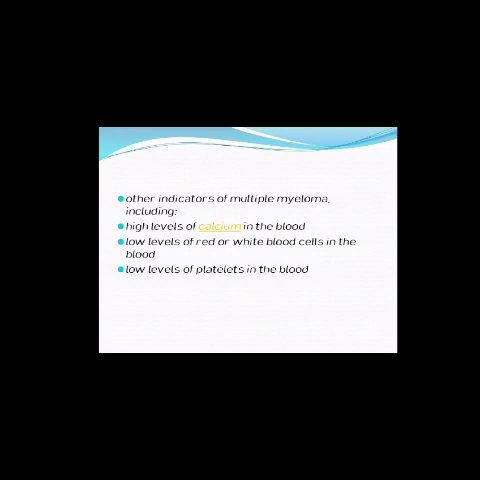 other indicators of multiple myeloma,
including:
high levels of calcium in the blood
low levels of red or white blood cells in the
blood
low levels of platelets in the blood